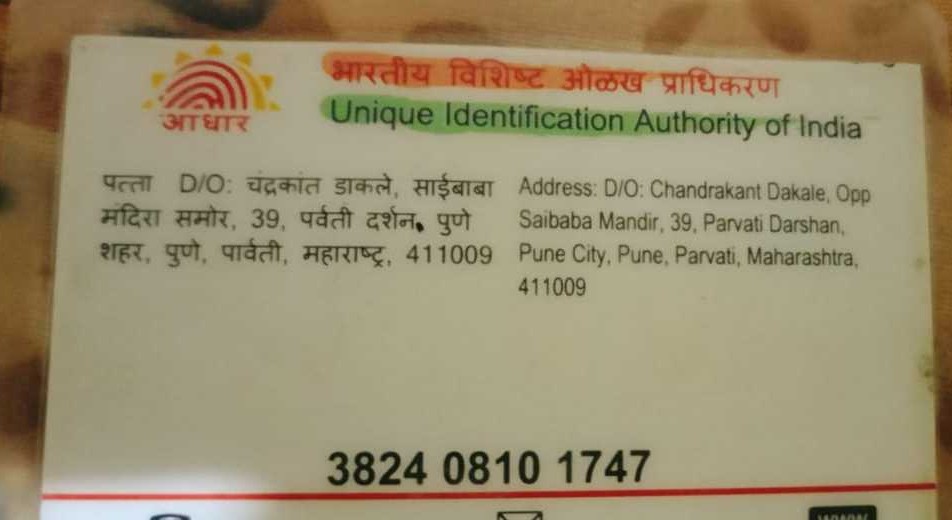 भारतीय विशिष्ट ओळख प्राधिकरण
Unique Identification Authority of India
आधार
पत्ता D/O: चंद्रकांत डाकले, साईबाबा
मंदिरा समोर, 39, पर्वती दर्शन, पुणे
शहर, पुणे, पार्वती, महाराष्ट्र, 411009
Address: D/O: Chandrakant Dakale, Opp
Saibaba Mandir, 39, Parvati Darshan,
Pune City, Pune, Parvati, Maharashtra,
411009
3824 0810 1747